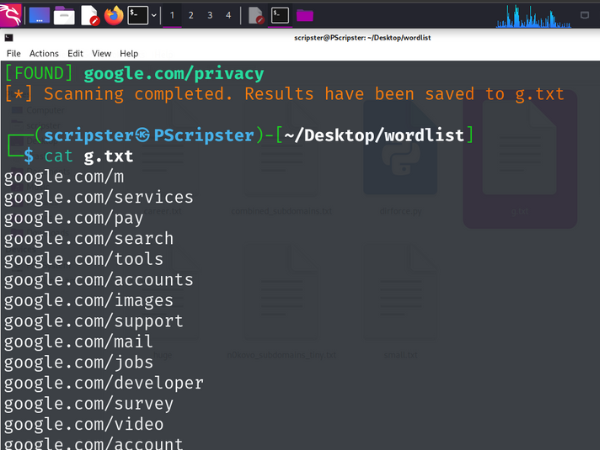 1 2 3 4
scripster@PScripster: ~/Desktop/wordlist
File Actions Edit View Help
[FOUND] google.com/privacy
[*] Scanning completed. Results have been saved to g.txt
(scripster㉿PScripster)-[~/Desktop/wordlist]
$ cat g.txt
google.com/m
google.com/services
google.com/pay
google.com/search
google.com/tools
google.com/accounts
google.com/images
google.com/support
google.com/mail
google.com/jobs
google.com/developer
google.com/survey
google.com/video
google.com/account